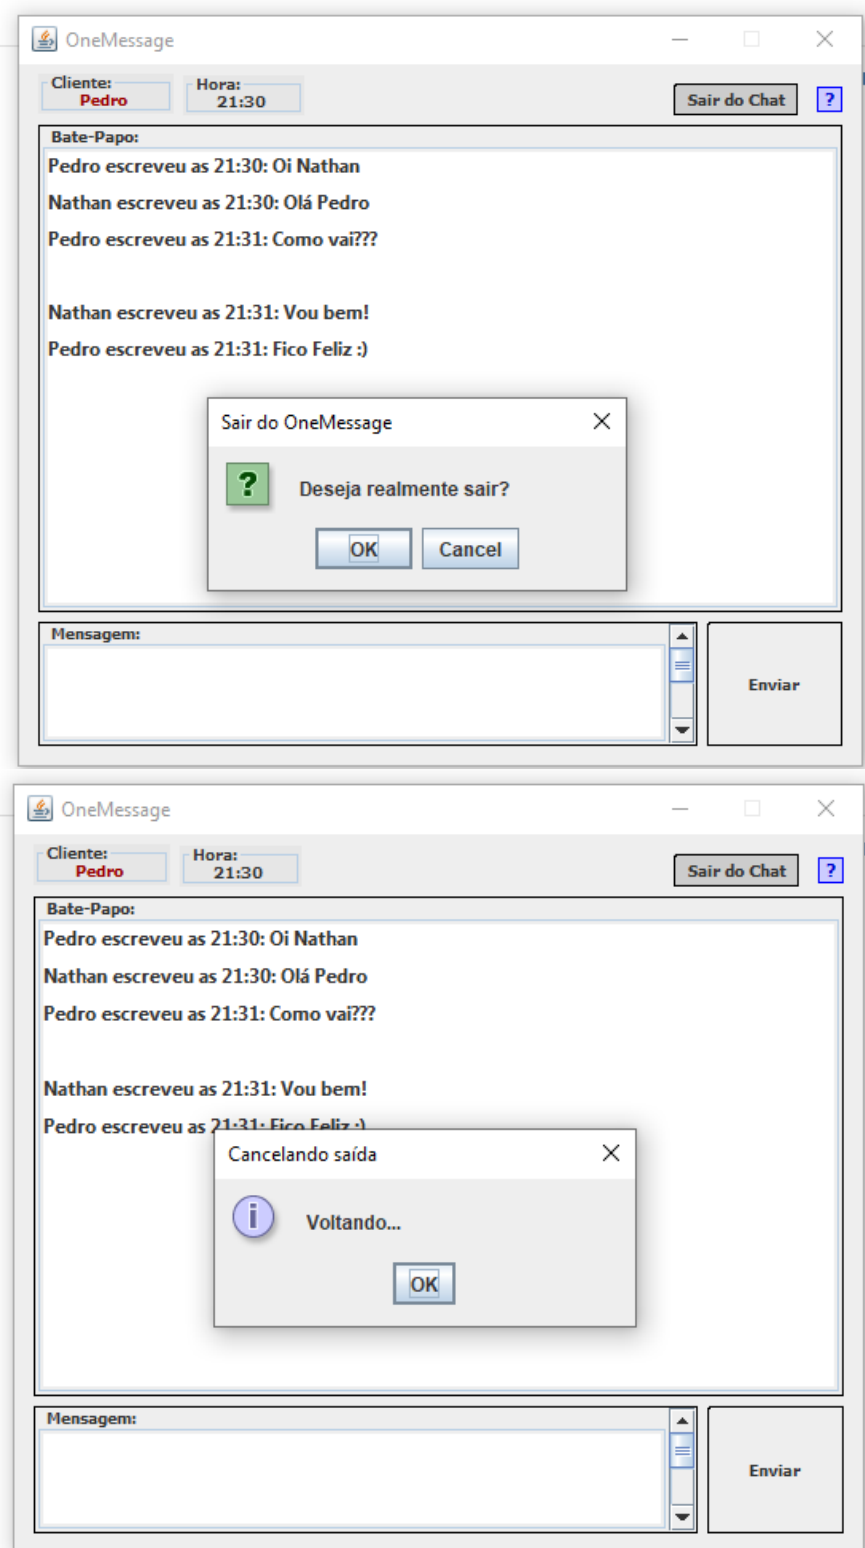 OneMessage
Cliente:
Pedro
Hora:
21:30
Sair do Chat
?
Bate-Papo:
Pedro escreveu as 21:30: Oi Nathan
Nathan escreveu as 21:30: Olá Pedro
Pedro escreveu as 21:31: Como vai???
Nathan escreveu as 21:31: Vou bem!
Pedro escreveu as 21:31: Fico Feliz :)
Sair do OneMessage
?
Deseja realmente sair?
OK
Cancel
Mensagem:
Enviar
OneMessage
Cliente:
Pedro
Hora:
21:30
Sair do Chat
?
Bate-Papo:
Pedro escreveu as 21:30: Oi Nathan
Nathan escreveu as 21:30: Olá Pedro
Pedro escreveu as 21:31: Como vai???
Nathan escreveu as 21:31: Vou bem!
Pedro escreveu as 21:31: Fico Feliz :)
Cancelando saída
i
Voltando...
OK
Mensagem:
Enviar